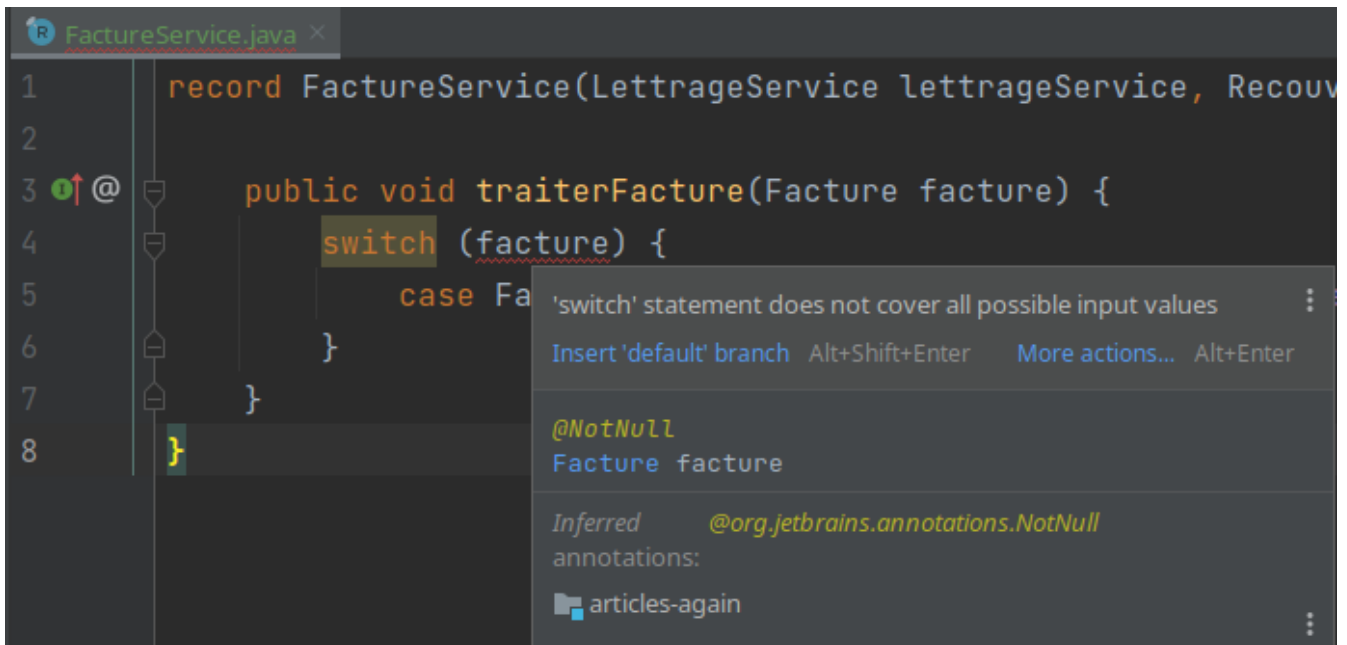 FactureService.java
1 record FactureService(LettrageService lettrageService,
2
3 @ public void traiterFacture(Facture facture) {
4 switch (facture) {
5 case
6 }
7 }
8 }
'switch' statement does not cover all possible input values
Insert 'default' branch Alt+Shift+Enter More actions... Alt+Enter
@NotNull
Facture facture
Inferred @org.jetbrains.annotations.NotNull
annotations:
articles-again